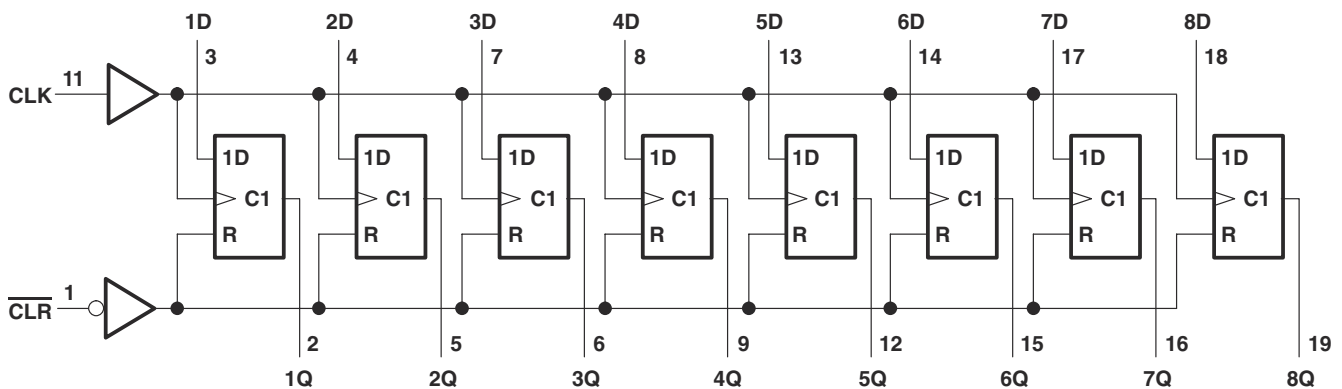 1D 2D 3D 4D 5D 6D 7D 8D
3 4 7 8 13 14 17 18
CLK 11
1D 1D 1D 1D 1D 1D 1D 1D
C1 C1 C1 C1 C1 C1 C1 C1
R R R R R R R R
C̅L̅R̅ 1
2 5 6 9 12 15 16 19
1Q 2Q 3Q 4Q 5Q 6Q 7Q 8Q